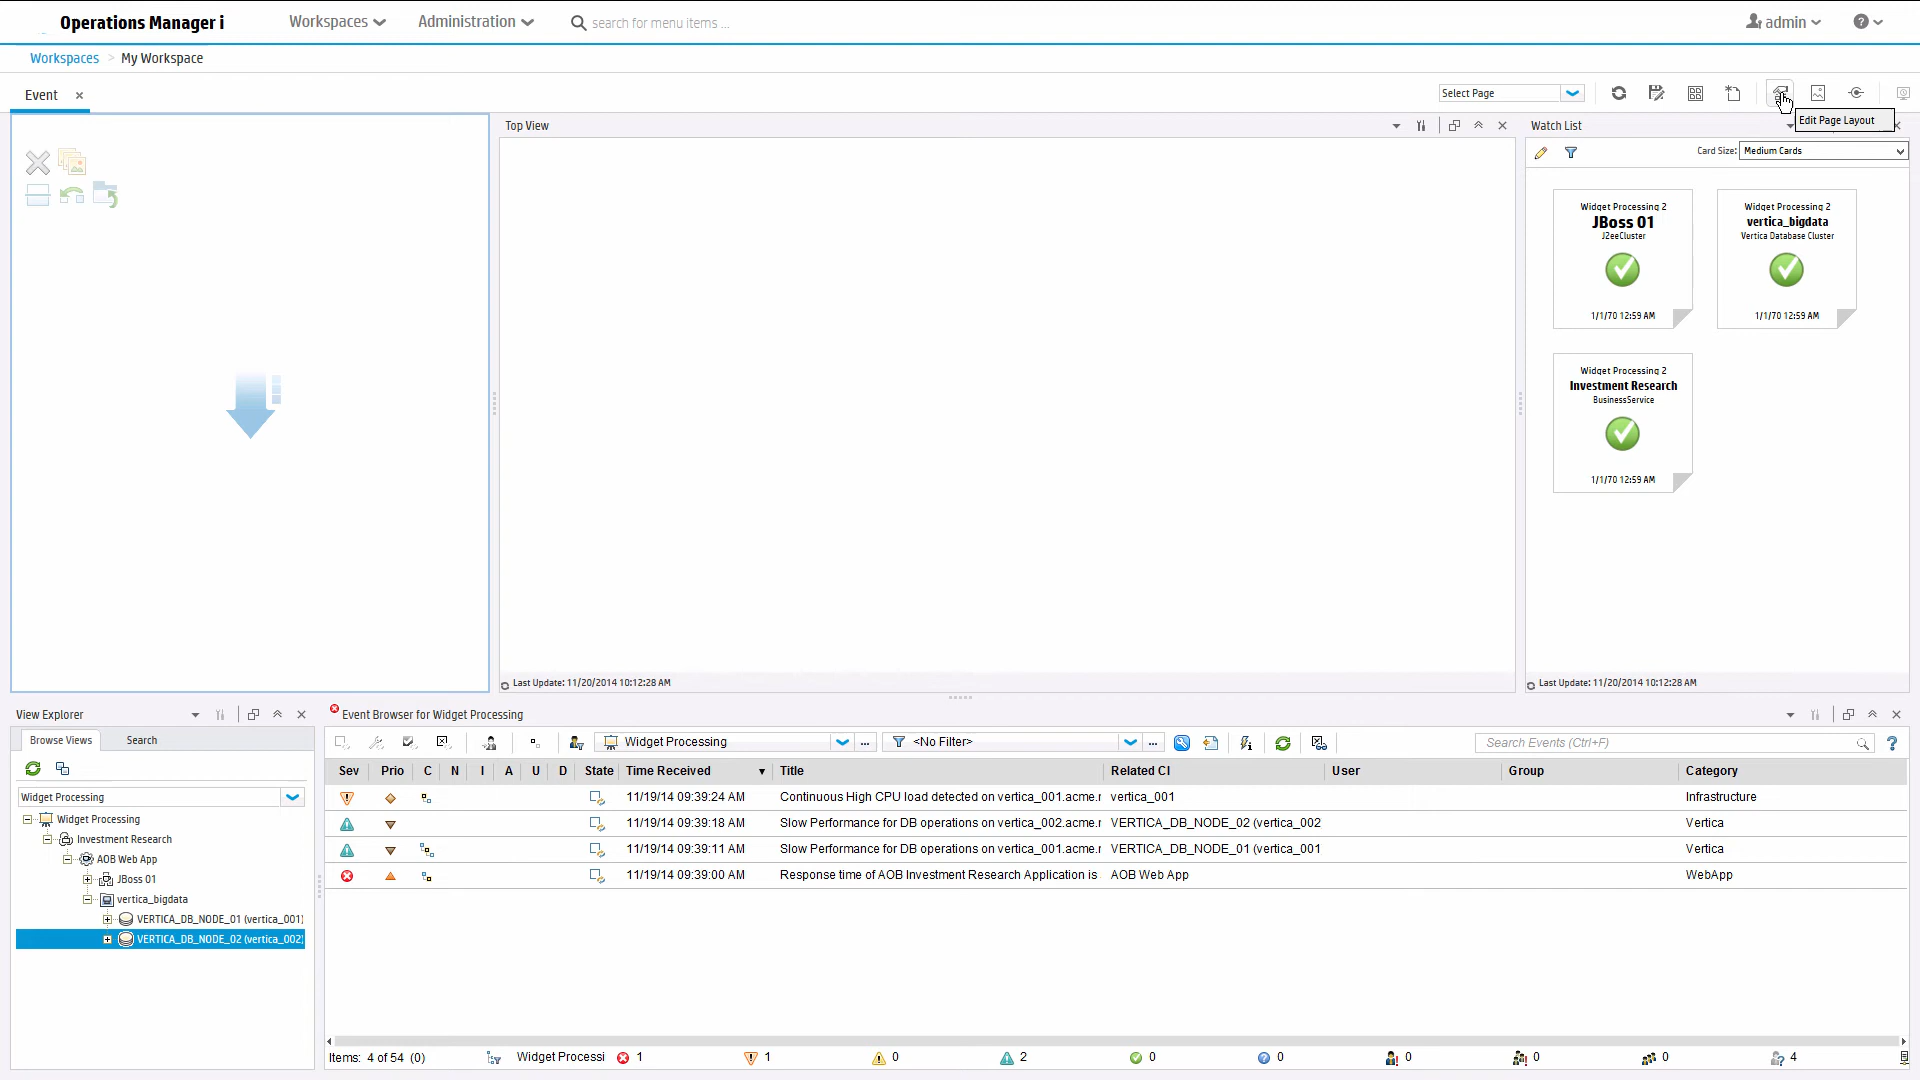 Operations Manager i
Workspaces
Administration
search for menu items ...
admin
Workspaces > My Workspace
Event
Select Page
Edit Page Layout
Top View
Watch List
Card Size: Medium Cards
Widget Processing 2
JBoss 01
J2eeCluster
1/1/70 12:59 AM
Widget Processing 2
vertica_bigdata
Vertica Database Cluster
1/1/70 12:59 AM
Widget Processing 2
Investment Research
BusinessService
1/1/70 12:59 AM
Last Update: 11/20/2014 10:12:28 AM
Last Update: 11/20/2014 10:12:28 AM
View Explorer
Browse Views
Search
Widget Processing
Widget Processing
Investment Research
AOB Web App
JBoss 01
vertica_bigdata
VERTICA_DB_NODE_01 (vertica_001)
VERTICA_DB_NODE_02 (vertica_002)
Event Browser for Widget Processing
Widget Processing
...
<No Filter>
...
Search Events (Ctrl+F)
Sev Prio C N I A U D State Time Received Title Related CI User Group Category
11/19/14 09:39:24 AM Continuous High CPU load detected on vertica_001.acme.r vertica_001 Infrastructure
11/19/14 09:39:18 AM Slow Performance for DB operations on vertica_002.acme.r VERTICA_DB_NODE_02 (vertica_002 Vertica
11/19/14 09:39:11 AM Slow Performance for DB operations on vertica_001.acme.r VERTICA_DB_NODE_01 (vertica_001 Vertica
11/19/14 09:39:00 AM Response time of AOB Investment Research Application is AOB Web App WebApp
Items: 4 of 54 (0) Widget Processi 1 1 0 2 0 0 0 0 0 4